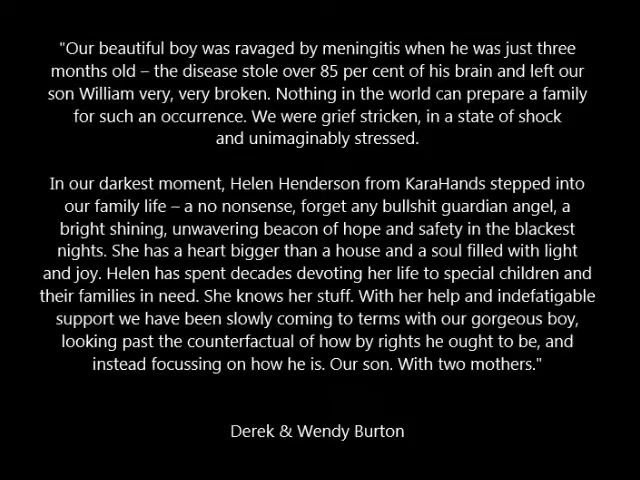 "Our beautiful boy was ravaged by meningitis when he was just three
months old – the disease stole over 85 per cent of his brain and left our
son William very, very broken. Nothing in the world can prepare a family
for such an occurrence. We were grief stricken, in a state of shock
and unimaginably stressed.
In our darkest moment, Helen Henderson from KaraHands stepped into
our family life – a no nonsense, forget any bullshit guardian angel, a
bright shining, unwavering beacon of hope and safety in the blackest
nights. She has a heart bigger than a house and a soul filled with light
and joy. Helen has spent decades devoting her life to special children and
their families in need. She knows her stuff. With her help and indefatigable
support we have been slowly coming to terms with our gorgeous boy,
looking past the counterfactual of how by rights he ought to be, and
instead focussing on how he is. Our son. With two mothers."
Derek & Wendy Burton